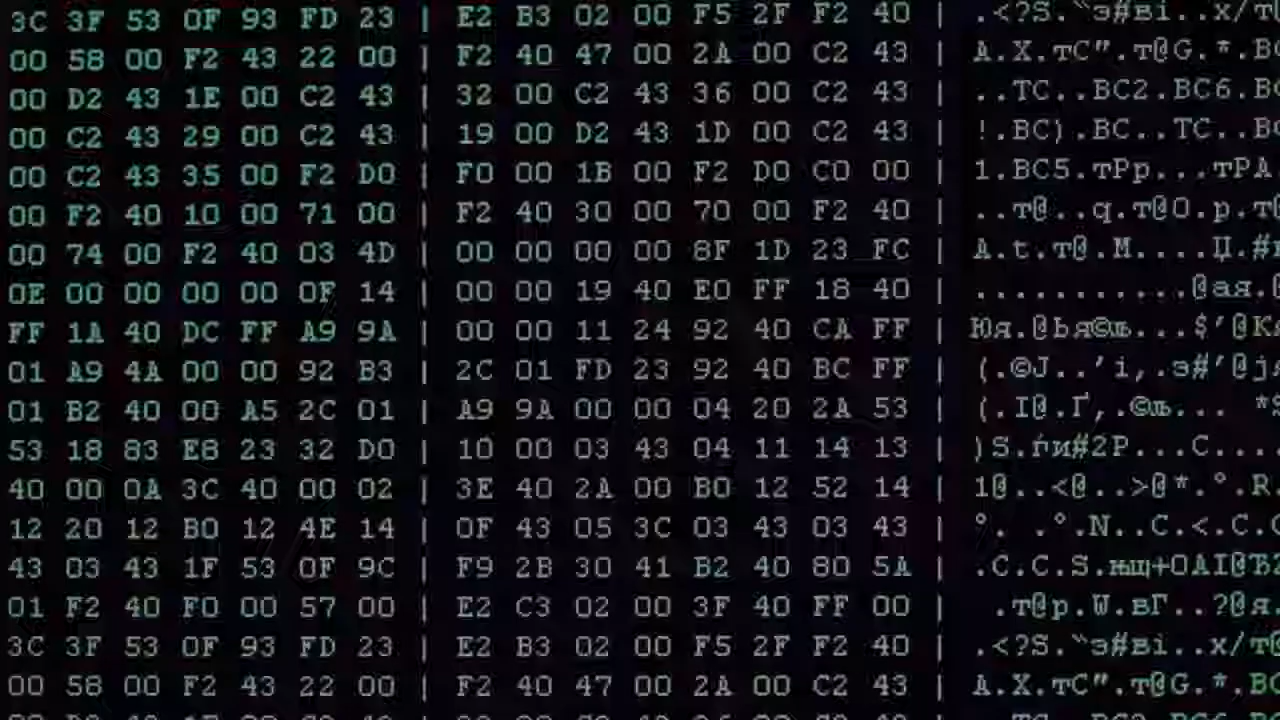 3C 3F 53 0F 93 FD 23 | E2 B3 02 00 F5 2F F2 40 | .<?S.“э#ві..х/т
00 58 00 F2 43 22 00 | F2 40 47 00 2A 00 C2 43 | А.X.тC".т@G.*.В
00 D2 43 1E 00 C2 43 | 32 00 C2 43 36 00 C2 43 | ..ТC..ВC2.ВC6.В
00 C2 43 29 00 C2 43 | 19 00 D2 43 1D 00 C2 43 | !.ВC).ВC..ТC..В
00 C2 43 35 00 F2 D0 | F0 00 1B 00 F2 D0 C0 00 | 1.ВC5.тРр...тРА
00 F2 40 10 00 71 00 | F2 40 30 00 70 00 F2 40 | ..т@..q.т@0.p.т
00 74 00 F2 40 03 4D | 00 00 00 00 8F 1D 23 FC | А.t.т@.M....Џ.#
0E 00 00 00 00 0F 14 | 00 00 19 40 E0 FF 18 40 | ...........@ая.
FF 1A 40 DC FF A9 9A | 00 00 11 24 92 40 CA FF | Юя.@Ья©љ...$’@К
01 A9 4A 00 00 92 B3 | 2C 01 FD 23 92 40 BC FF | (.©J..’і,.э#’@ј
01 B2 40 00 A5 2C 01 | A9 9A 00 00 04 20 2A 53 | (.І@.Ґ,.©љ... *
53 18 83 E8 23 32 D0 | 10 00 03 43 04 11 14 13 | )S.ѓи#2Р...C....
40 00 0A 3C 40 00 02 | 3E 40 2A 00 B0 12 52 14 | 1@..<@..>@*.°.R
12 20 12 B0 12 4E 14 | 0F 43 05 3C 03 43 03 43 | °. .°.N..C.<.C.
43 03 43 1F 53 0F 9C | F9 2B 30 41 B2 40 80 5A | .C.C.S.њщ+0AІ@Ђ
01 F2 40 F0 00 57 00 | E2 C3 02 00 3F 40 FF 00 | .т@р.W.вГ..?@я
3C 3F 53 0F 93 FD 23 | E2 B3 02 00 F5 2F F2 40 | .<?S.“э#ві..х/т
00 58 00 F2 43 22 00 | F2 40 47 00 2A 00 C2 43 | А.X.тC".т@G.*.В